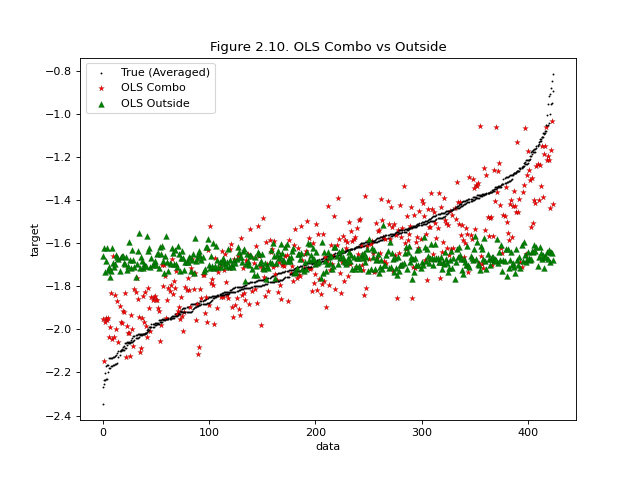 Figure 2.10. OLS Combo vs Outside
True (Averaged)
OLS Combo
OLS Outside
−0.8
−1.0
−1.2
−1.4
−1.6
−1.8
−2.0
−2.2
−2.4
target
0 100 200 300 400
data